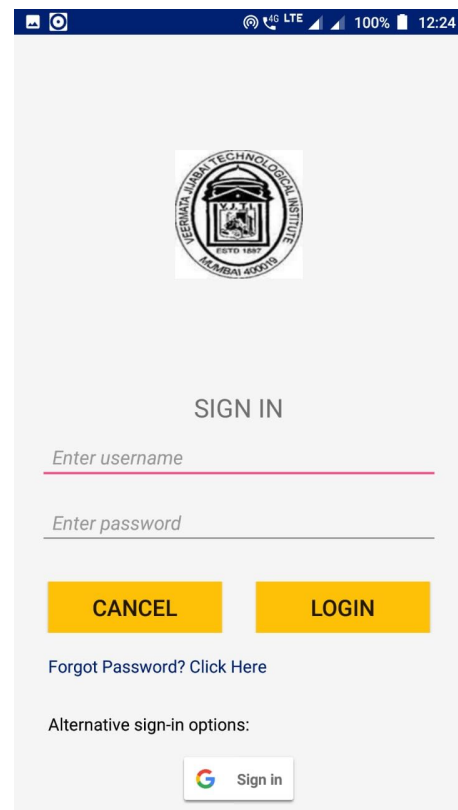 4G LTE 100% 12:24
VEERMATA JIJABAI TECHNOLOGICAL INSTITUTE
V.J.T.I.
ESTD 1887
MUMBAI 400019
SIGN IN
Enter username
Enter password
CANCEL LOGIN
Forgot Password? Click Here
Alternative sign-in options:
G Sign in